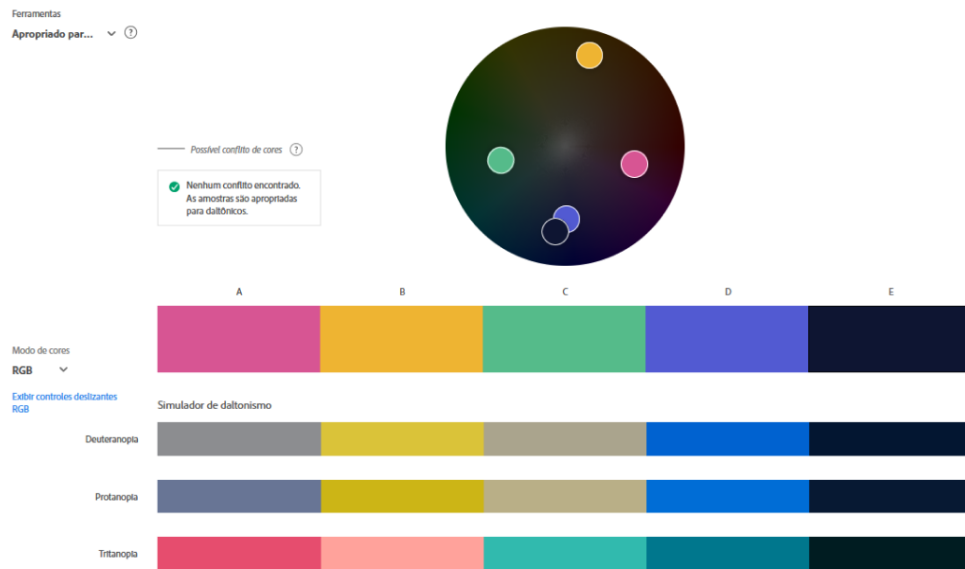 Ferramentas
Apropriado par...
?
Possível conflito de cores ?
Nenhum conflito encontrado.
As amostras são apropriadas
para daltônicos.
A B C D E
Modo de cores
RGB
Exibir controles deslizantes
RGB
Simulador de daltonismo
Deuteranopia
Protanopia
Tritanopia